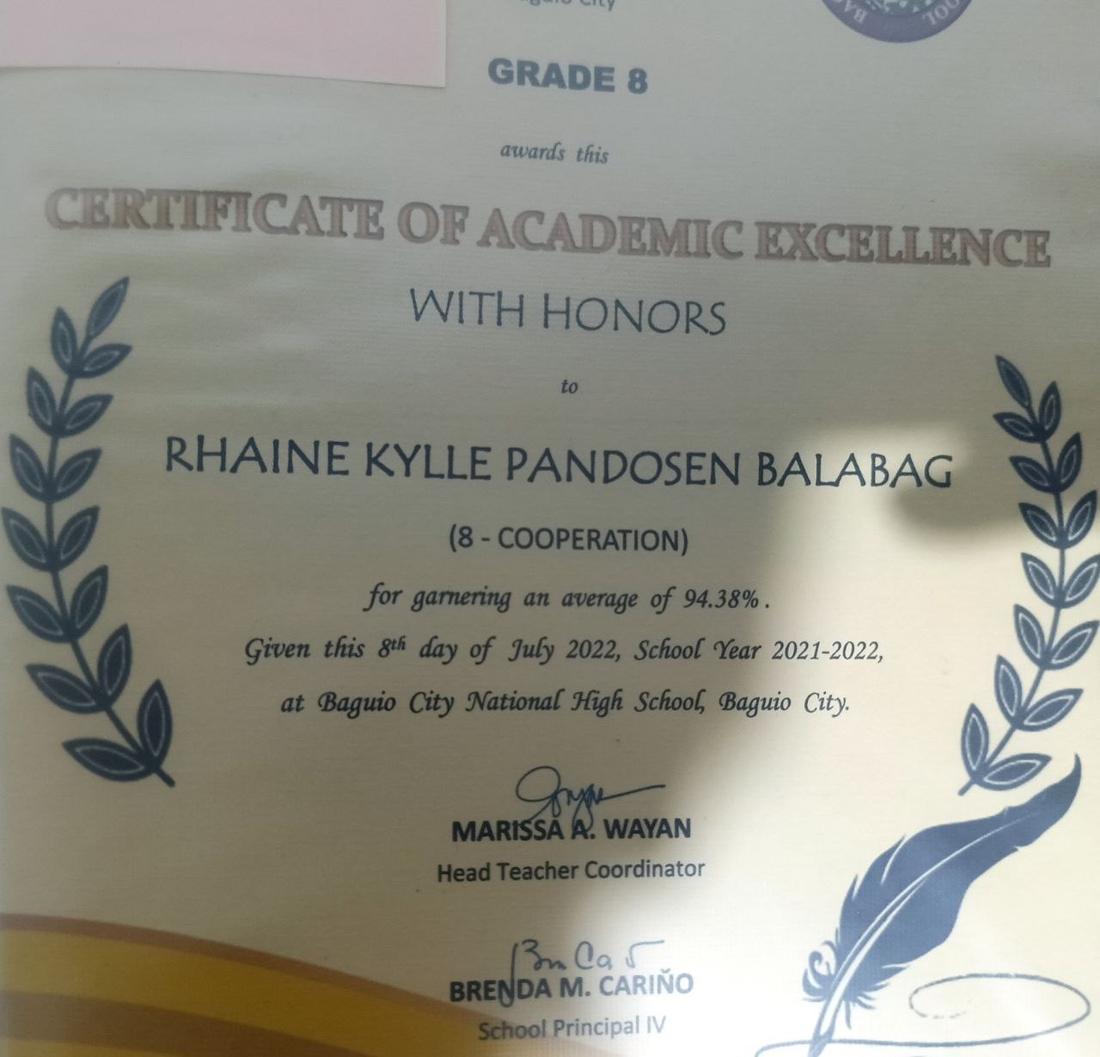 City
GRADE 8
awards this
CERTIFICATE OF ACADEMIC EXCELLENCE
WITH HONORS
to
RHAINE KYLLE PANDOSEN BALABAG
(8 - COOPERATION)
for garnering an average of 94.38% .
Given this 8th day of July 2022, School Year 2021-2022,
at Baguio City National High School, Baguio City.
MARISSA A. WAYAN
Head Teacher Coordinator
BRENDA M. CARIÑO
School Principal IV